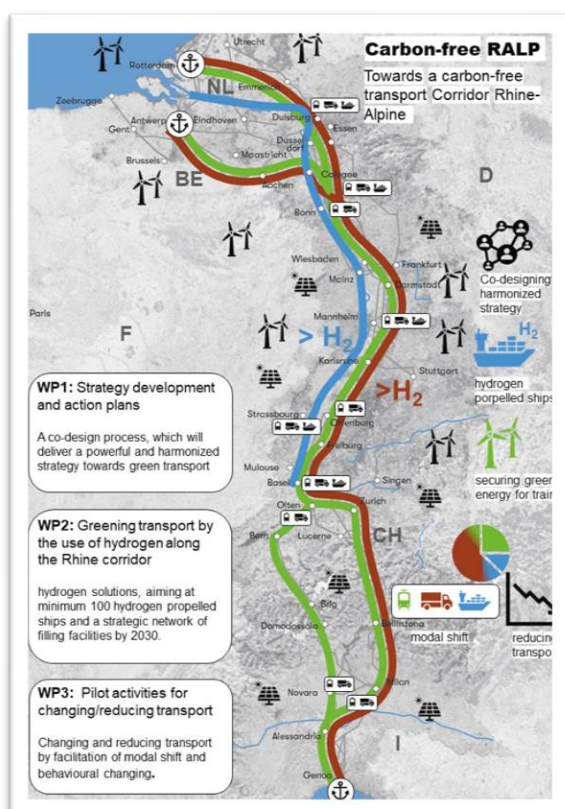 Carbon-free RALP
Towards a carbon-free
transport Corridor Rhine-
Alpine
Utrecht
Rotterdam
NL
Emmerich
Zeebrugge
Antwerp
Eindhoven
Duisburg
Gent
Essen
Dussel
dorf
Maastricht
Brussels
Cologne
BE
Aachen
D
Bonn
Wiesbaden
Frankfurt
Mainz
Darmstadt
Co-designing
harmonized
strategy
Paris
F
Mannheim
> H2
H2
Karlsruhe
Stuttgart
hydrogen
porpelled ships
>H2
WP1: Strategy development
and action plans
A co-design process, which will
deliver a powerful and harmonized
strategy towards green transport
Strasbourg
Offenburg
Freiburg
Mulouse
Basel
Singen
securing green
energy for train
Olten
Zurich
WP2: Greening transport by
the use of hydrogen along
the Rhine corridor
hydrogen solutions, aiming at
minimum 100 hydrogen propelled
ships and a strategic network of
filling facilities by 2030.
Bern
Lucerne
CH
Brig
Domodossola
Bellinzona
modal shift
reducing
transpo
WP3: Pilot activities for
changing/reducing transport
Changing and reducing transport
by facilitation of modal shift and
behavioural changing.
Novara
Milan
Alessandria
I
Genoa